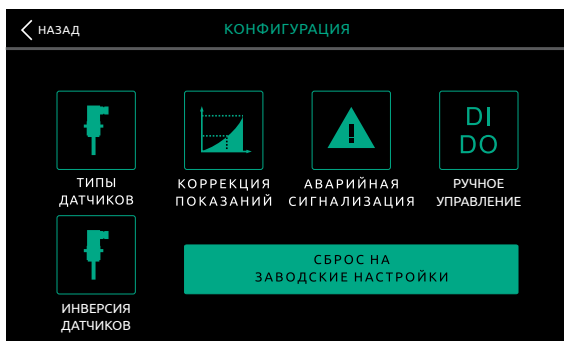 НАЗАД
КОНФИГУРАЦИЯ
DI
DO
ТИПЫ
ДАТЧИКОВ
КОРРЕКЦИЯ
ПОКАЗАНИЙ
АВАРИЙНАЯ
СИГНАЛИЗАЦИЯ
РУЧНОЕ
УПРАВЛЕНИЕ
СБРОС НА
ЗАВОДСКИЕ НАСТРОЙКИ
ИНВЕРСИЯ
ДАТЧИКОВ